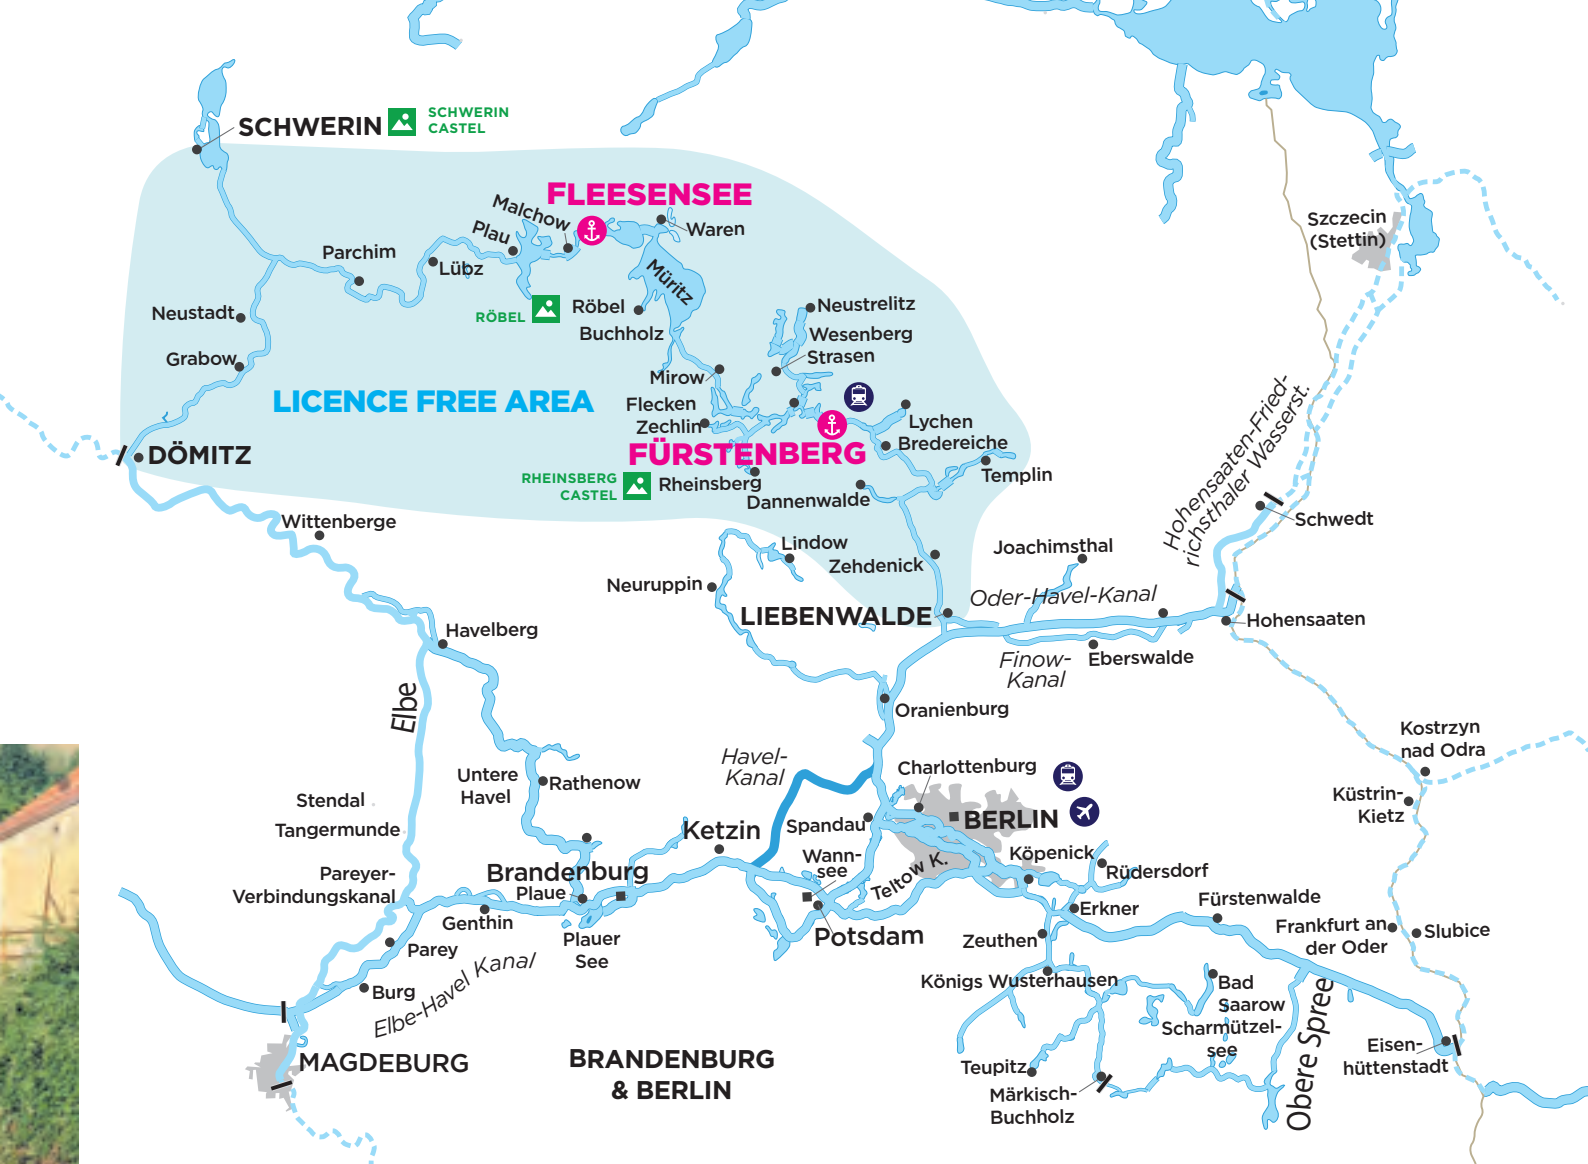 SCHWERIN
SCHWERIN
CASTEL
FLEESENSEE
Malchow
Plau
Waren
Parchim
Lübz
Müritz
Neustadt
RÖBEL
Röbel
Buchholz
Neustrelitz
Wesenberg
Strasen
Grabow
Mirow
LICENCE FREE AREA
Flecken
Zechlin
Lychen
FÜRSTENBERG
Bredereiche
DÖMITZ
RHEINSBERG
CASTEL
Rheinsberg
Templin
Dannenwalde
Szczecin
(Stettin)
Hohensaaten-Fried-
richsthaler Wasserst.
Schwedt
Wittenberge
Lindow
Zehdenick
Joachimsthal
Neuruppin
LIEBENWALDE
Oder-Havel-Kanal
Hohensaaten
Havelberg
Finow-
Kanal
Eberswalde
Elbe
Oranienburg
Kostrzyn
nad Odra
Havel-
Kanal
Charlottenburg
Untere
Havel
Rathenow
Küstrin-
Kietz
Stendal
Tangermunde
Ketzin
Spandau
BERLIN
Wann-
see
Teltow K.
Köpenick
Rüdersdorf
Pareyer-
Verbindungskanal
Brandenburg
Plaue
Genthin
Erkner
Fürstenwalde
Potsdam
Plauer
See
Parey
Zeuthen
Frankfurt an
der Oder
Slubice
Burg
Elbe-Havel Kanal
Königs Wusterhausen
Bad
Saarow
Scharmützel-
see
Obere Spree
Eisen-
hüttenstadt
MAGDEBURG
BRANDENBURG
& BERLIN
Teupitz
Märkisch-
Buchholz